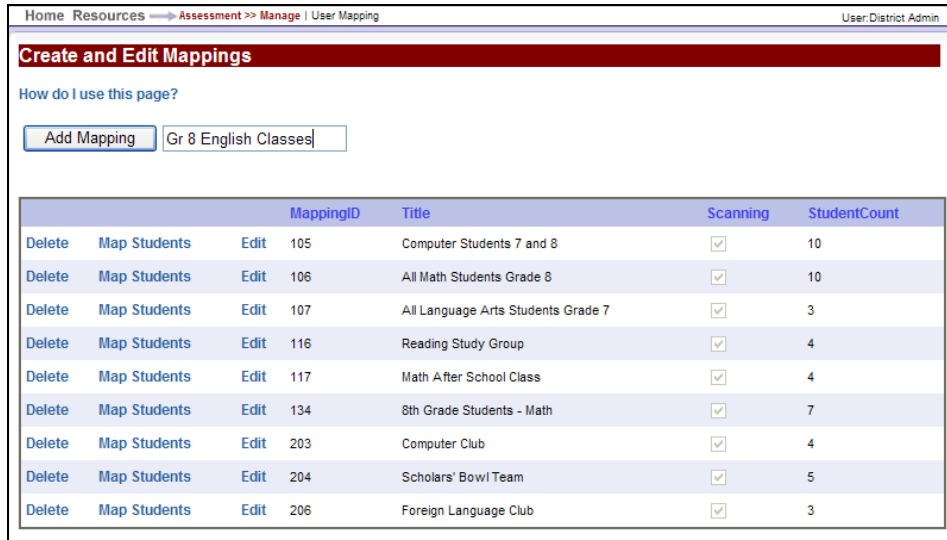 Home Resources Assessment >> Manage | User Mapping User:District Admin
Create and Edit Mappings
How do I use this page?
Add Mapping Gr 8 English Classes
MappingID Title Scanning StudentCount
Delete Map Students Edit 105 Computer Students 7 and 8 10
Delete Map Students Edit 106 All Math Students Grade 8 10
Delete Map Students Edit 107 All Language Arts Students Grade 7 3
Delete Map Students Edit 116 Reading Study Group 4
Delete Map Students Edit 117 Math After School Class 4
Delete Map Students Edit 134 8th Grade Students - Math 7
Delete Map Students Edit 203 Computer Club 4
Delete Map Students Edit 204 Scholars' Bowl Team 5
Delete Map Students Edit 206 Foreign Language Club 3